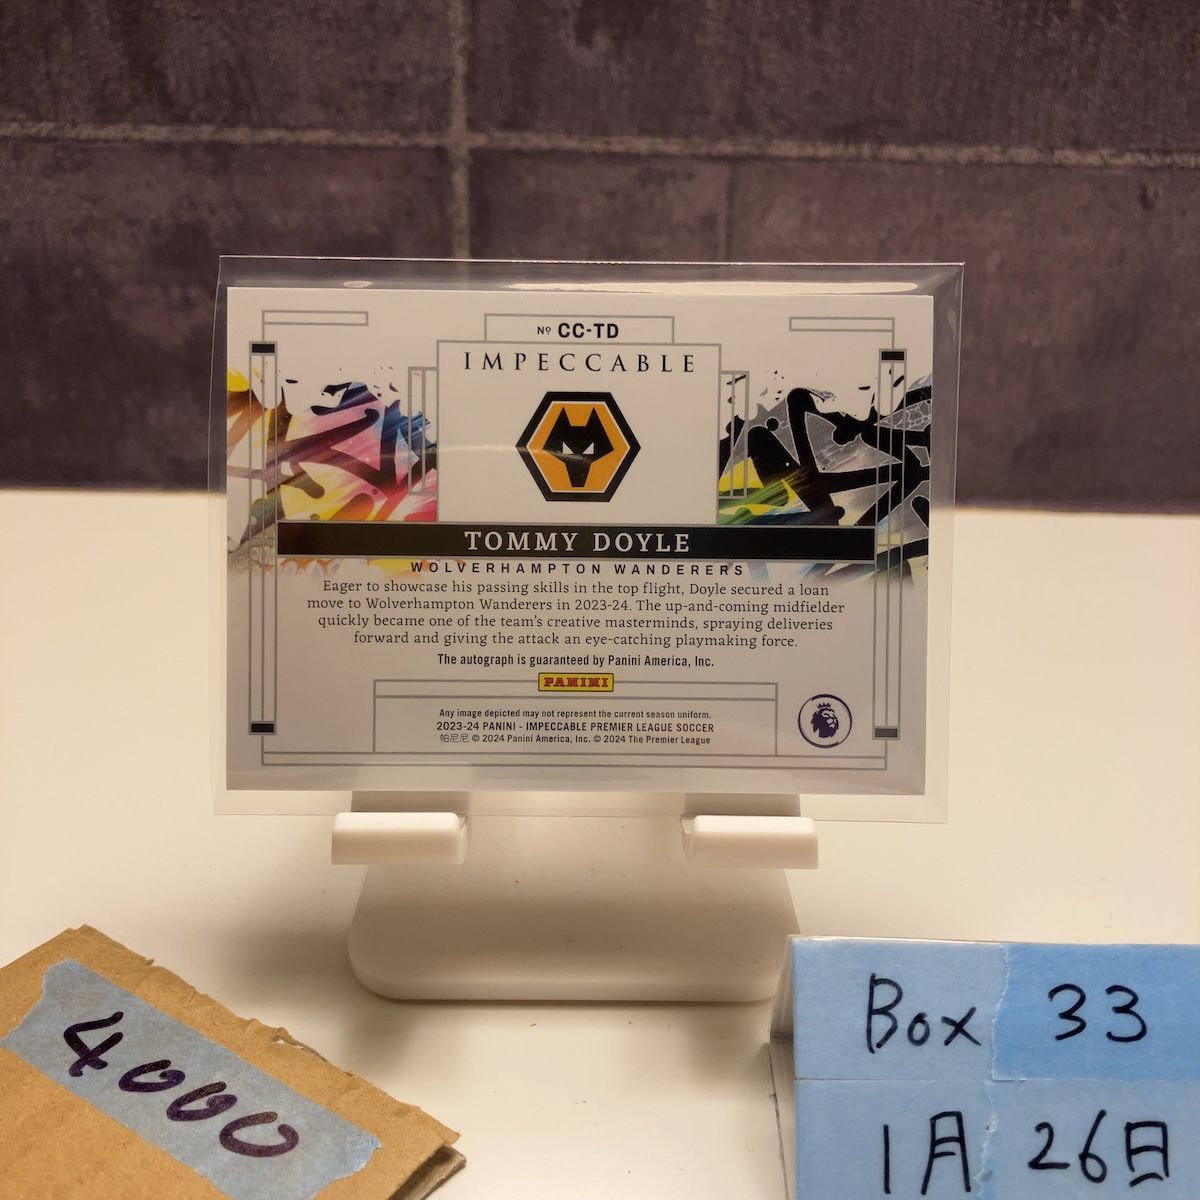 Nº CC-TD
IMPECCABLE
TOMMY DOYLE
WOLVERHAMPTON WANDERERS
Eager to showcase his passing skills in the top flight, Doyle secured a loan
move to Wolverhampton Wanderers in 2023-24. The up-and-coming midfielder
quickly became one of the team's creative masterminds, spraying deliveries
forward and giving the attack an eye-catching playmaking force.
The autograph is guaranteed by Panini America, Inc.
PANINI
Any image depicted may not represent the current season uniform.
2023-24 PANINI - IMPECCABLE PREMIER LEAGUE SOCCER
帕尼尼 © 2024 Panini America, Inc. © 2024 The Premier League
4000
Box 33
1月 26日